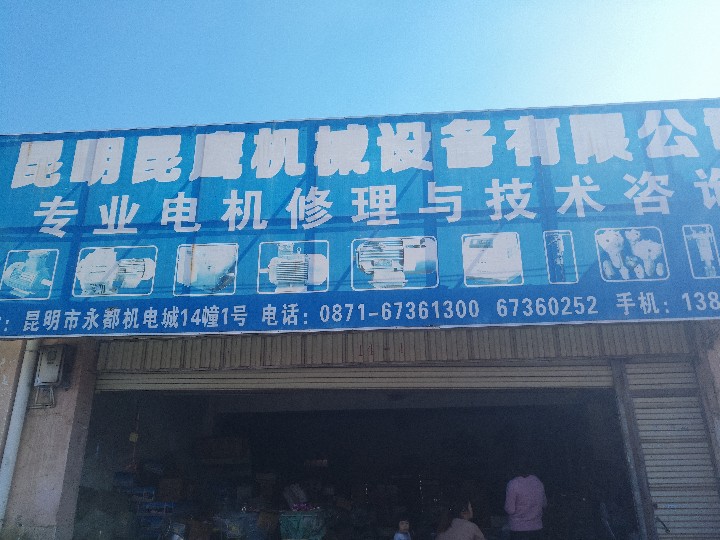 昆明昆鹰机械设备有限公
专业电机修理与技术咨
：昆明市永都机电城14幢1号 电话：0871-67361300 67360252 手机：138